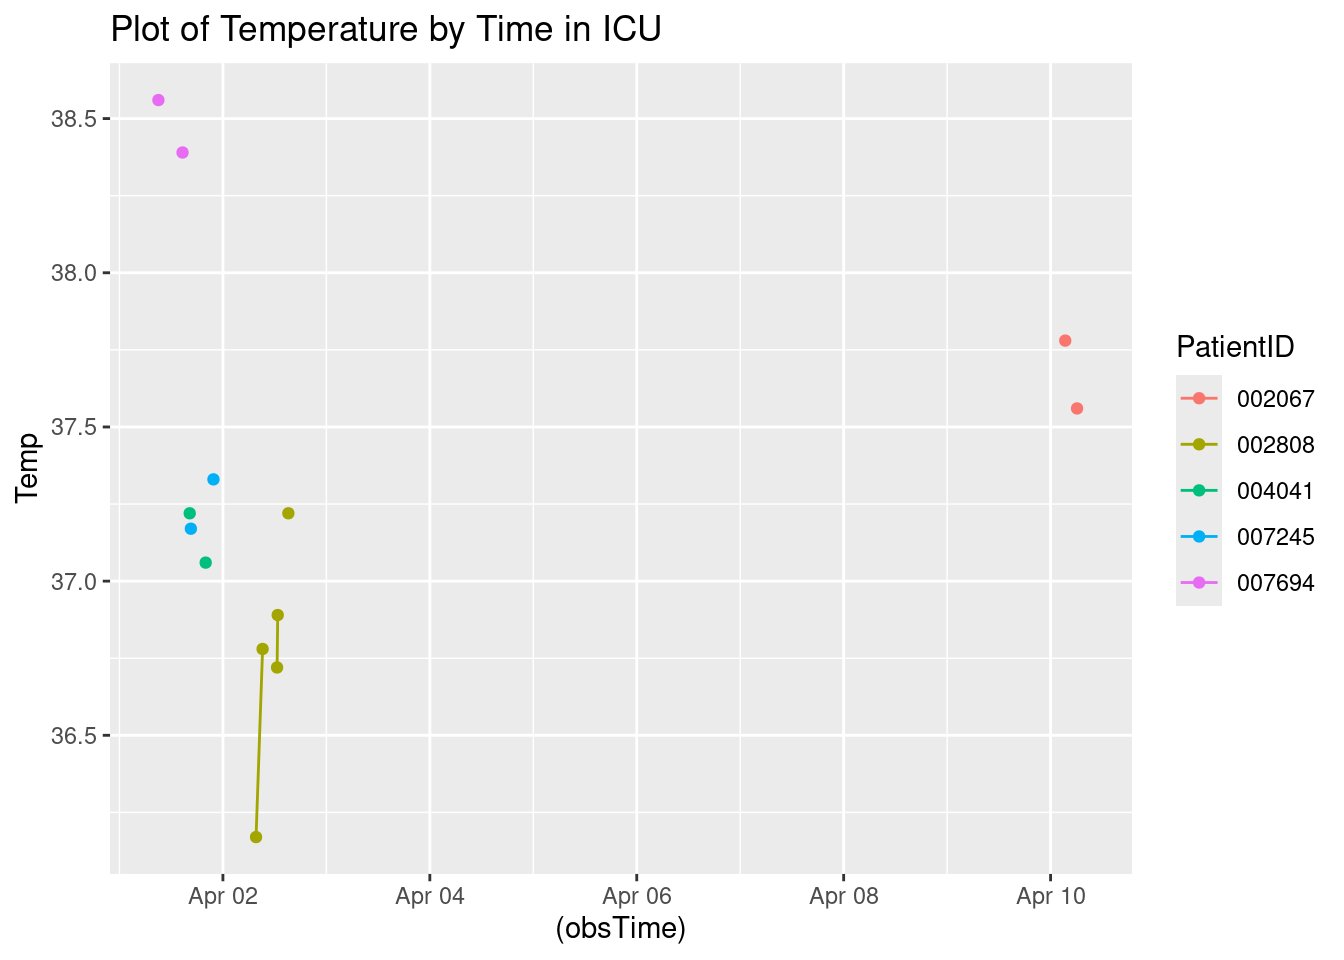 Plot of Temperature by Time in ICU
38.5
38.0
37.5
37.0
36.5
Temp
Apr 02
Apr 04
Apr 06
Apr 08
Apr 10
(obsTime)
PatientID
002067
002808
004041
007245
007694